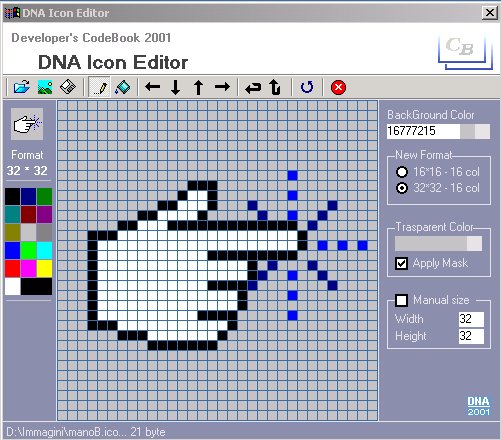 DNA Icon Editor
Developer's CodeBook 2001
DNA Icon Editor
CB
Format
32 * 32
BackGround Color
16777215
New Format
16*16 - 16 col
32*32 - 16 col
Trasparent Color
Apply Mask
Manual size
Width 32
Height 32
DNA
2001
D:\Immagini\manoB.ico... 21 byte